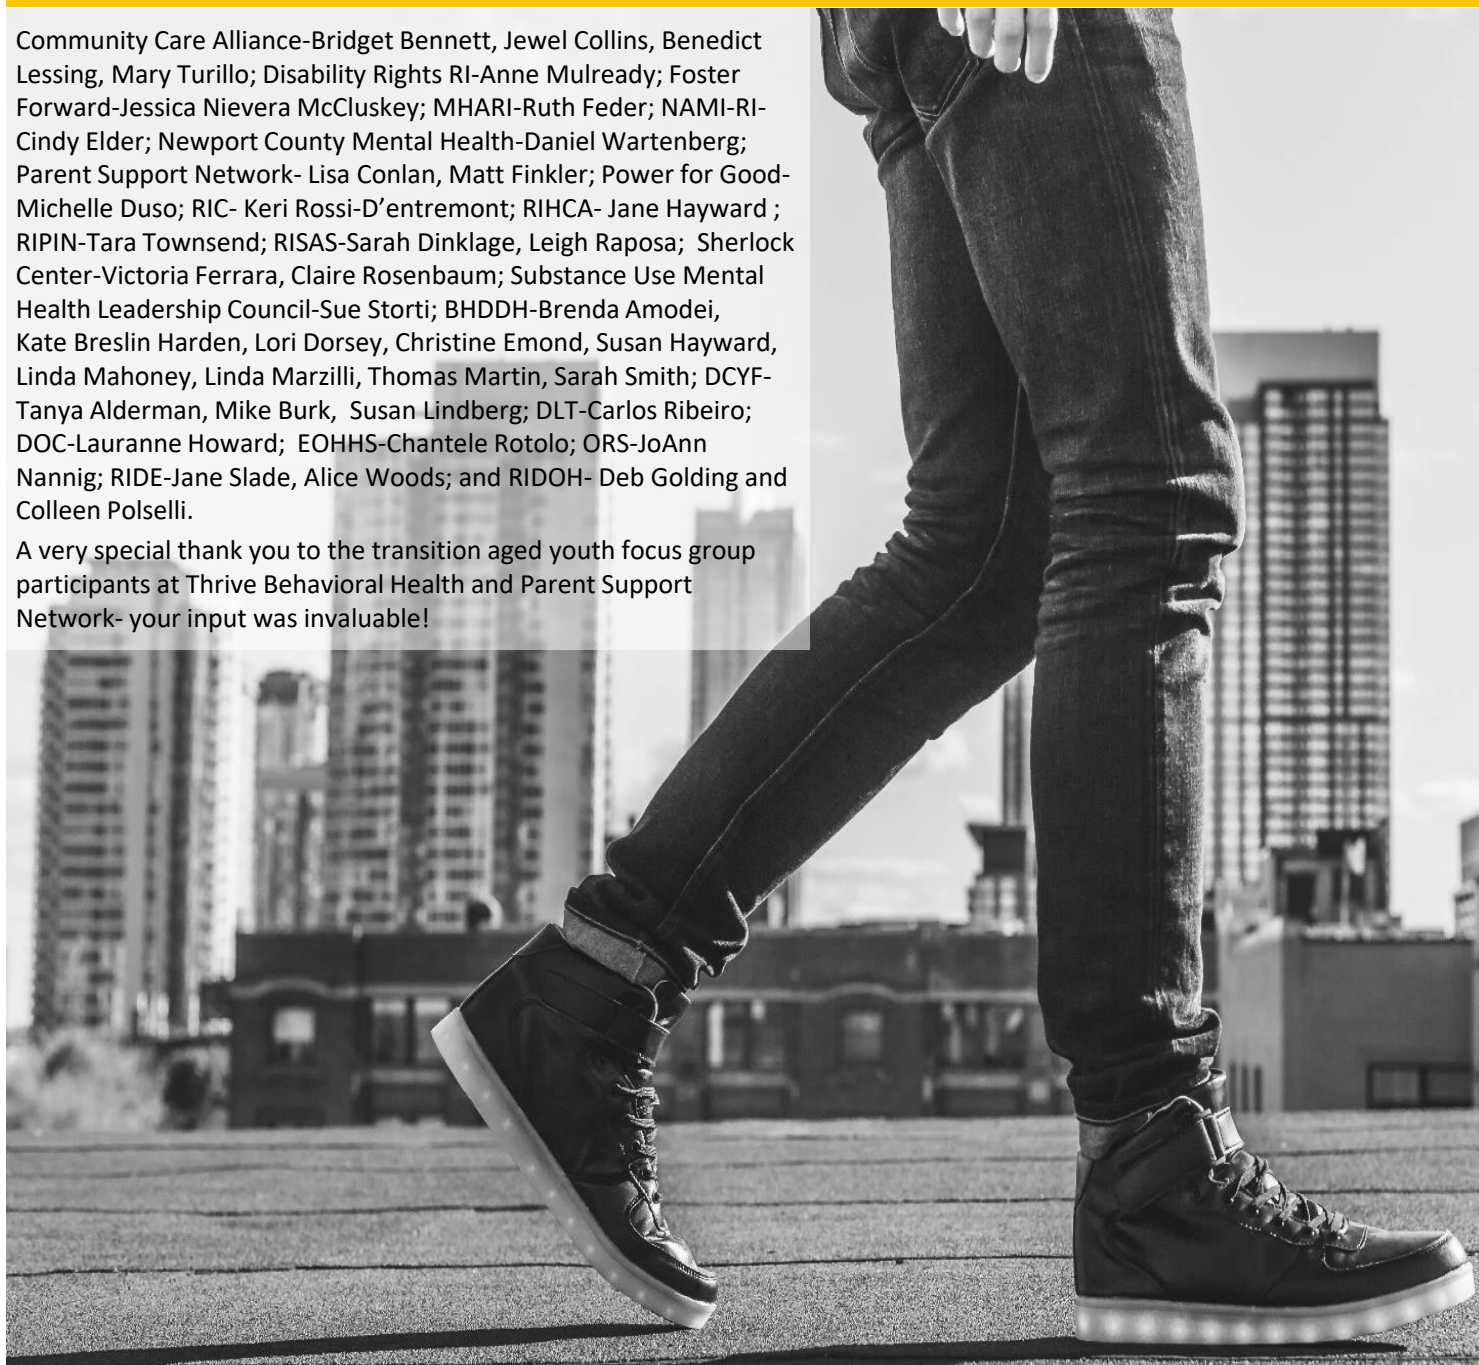 Community Care Alliance-Bridget Bennett, Jewel Collins, Benedict
Lessing, Mary Turillo; Disability Rights RI-Anne Mulready; Foster
Forward-Jessica Nievera McCluskey; MHARI-Ruth Feder; NAMI-RI-
Cindy Elder; Newport County Mental Health-Daniel Wartenberg;
Parent Support Network- Lisa Conlan, Matt Finkler; Power for Good-
Michelle Duso; RIC- Keri Rossi-D’entremont; RIHCA- Jane Hayward ;
RIPIN-Tara Townsend; RISAS-Sarah Dinklage, Leigh Raposa;  Sherlock
Center-Victoria Ferrara, Claire Rosenbaum; Substance Use Mental
Health Leadership Council-Sue Storti; BHDDH-Brenda Amodei,
Kate Breslin Harden, Lori Dorsey, Christine Emond, Susan Hayward,
Linda Mahoney, Linda Marzilli, Thomas Martin, Sarah Smith; DCYF-
Tanya Alderman, Mike Burk,  Susan Lindberg; DLT-Carlos Ribeiro;
DOC-Lauranne Howard;  EOHHS-Chantele Rotolo; ORS-JoAnn
Nannig; RIDE-Jane Slade, Alice Woods; and RIDOH- Deb Golding and
Colleen Polselli.
A very special thank you to the transition aged youth focus group
participants at Thrive Behavioral Health and Parent Support
Network- your input was invaluable!